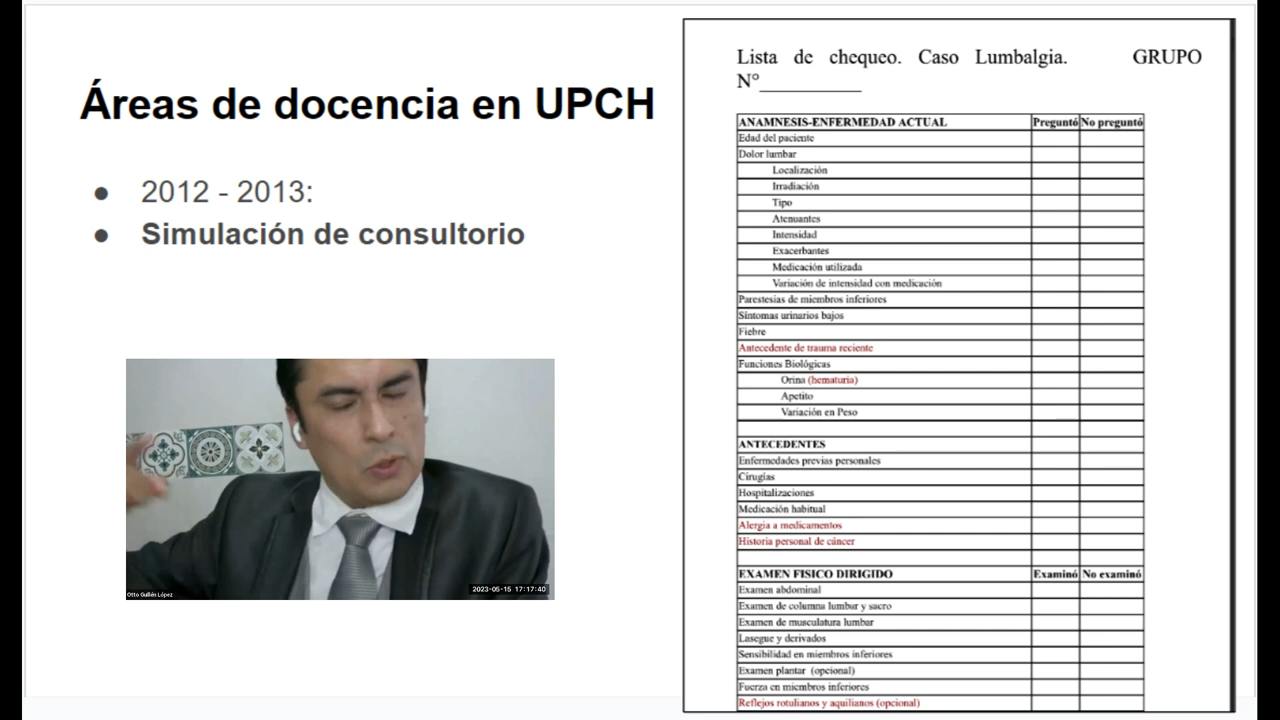 Áreas de docencia en UPCH
● 2012 - 2013:
● Simulación de consultorio
Otto Guillén López
2023-05-15 17:17:40
Lista de chequeo. Caso Lumbalgia. GRUPO
N°__________
ANAMNESIS-ENFERMEDAD ACTUAL Preguntó No preguntó
Edad del paciente
Dolor lumbar
Localización
Irradiación
Tipo
Atenuantes
Intensidad
Exacerbantes
Medicación utilizada
Variación de intensidad con medicación
Parestesias de miembros inferiores
Síntomas urinarios bajos
Fiebre
Antecedente de trauma reciente
Funciones Biológicas
Orina (hematuria)
Apetito
Variación en Peso
ANTECEDENTES
Enfermedades previas personales
Cirugías
Hospitalizaciones
Medicación habitual
Alergia a medicamentos
Historia personal de cáncer
EXAMEN FISICO DIRIGIDO Examinó No examinó
Examen abdominal
Examen de columna lumbar y sacro
Examen de musculatura lumbar
Lasegue y derivados
Sensibilidad en miembros inferiores
Examen plantar (opcional)
Fuerza en miembros inferiores
Reflejos rotulianos y aquilianos (opcional)